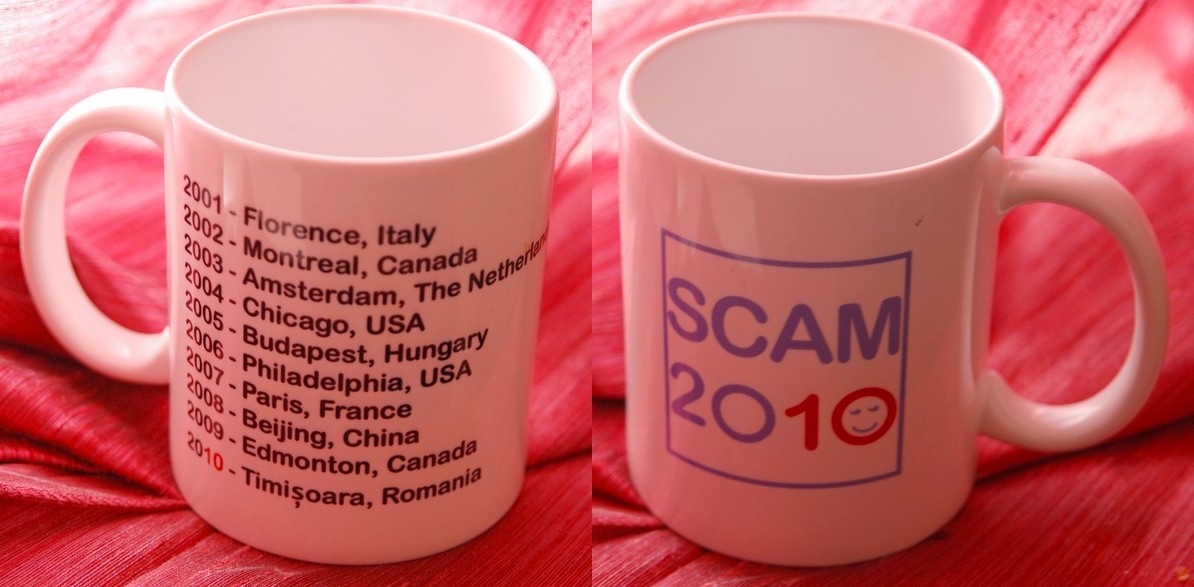 2001 - Florence, Italy
2002 - Montreal, Canada
2003 - Amsterdam, The Netherland
2004 - Chicago, USA
2005 - Budapest, Hungary
2006 - Philadelphia, USA
2007 - Paris, France
2008 - Beijing, China
2009 - Edmonton, Canada
2010 - Timișoara, Romania
SCAM
2010